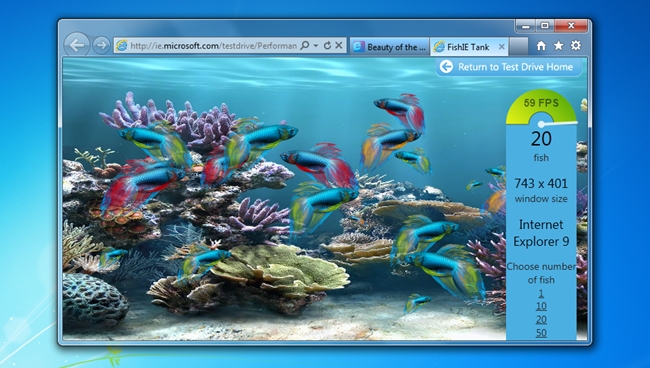 http://ie.microsoft.com/testdrive/Performan
Beauty of the ...
FishIE Tank
Return to Test Drive Home
59 FPS
20
fish
743 x 401
window size
Internet
Explorer 9
Choose number
of fish
1
10
20
50